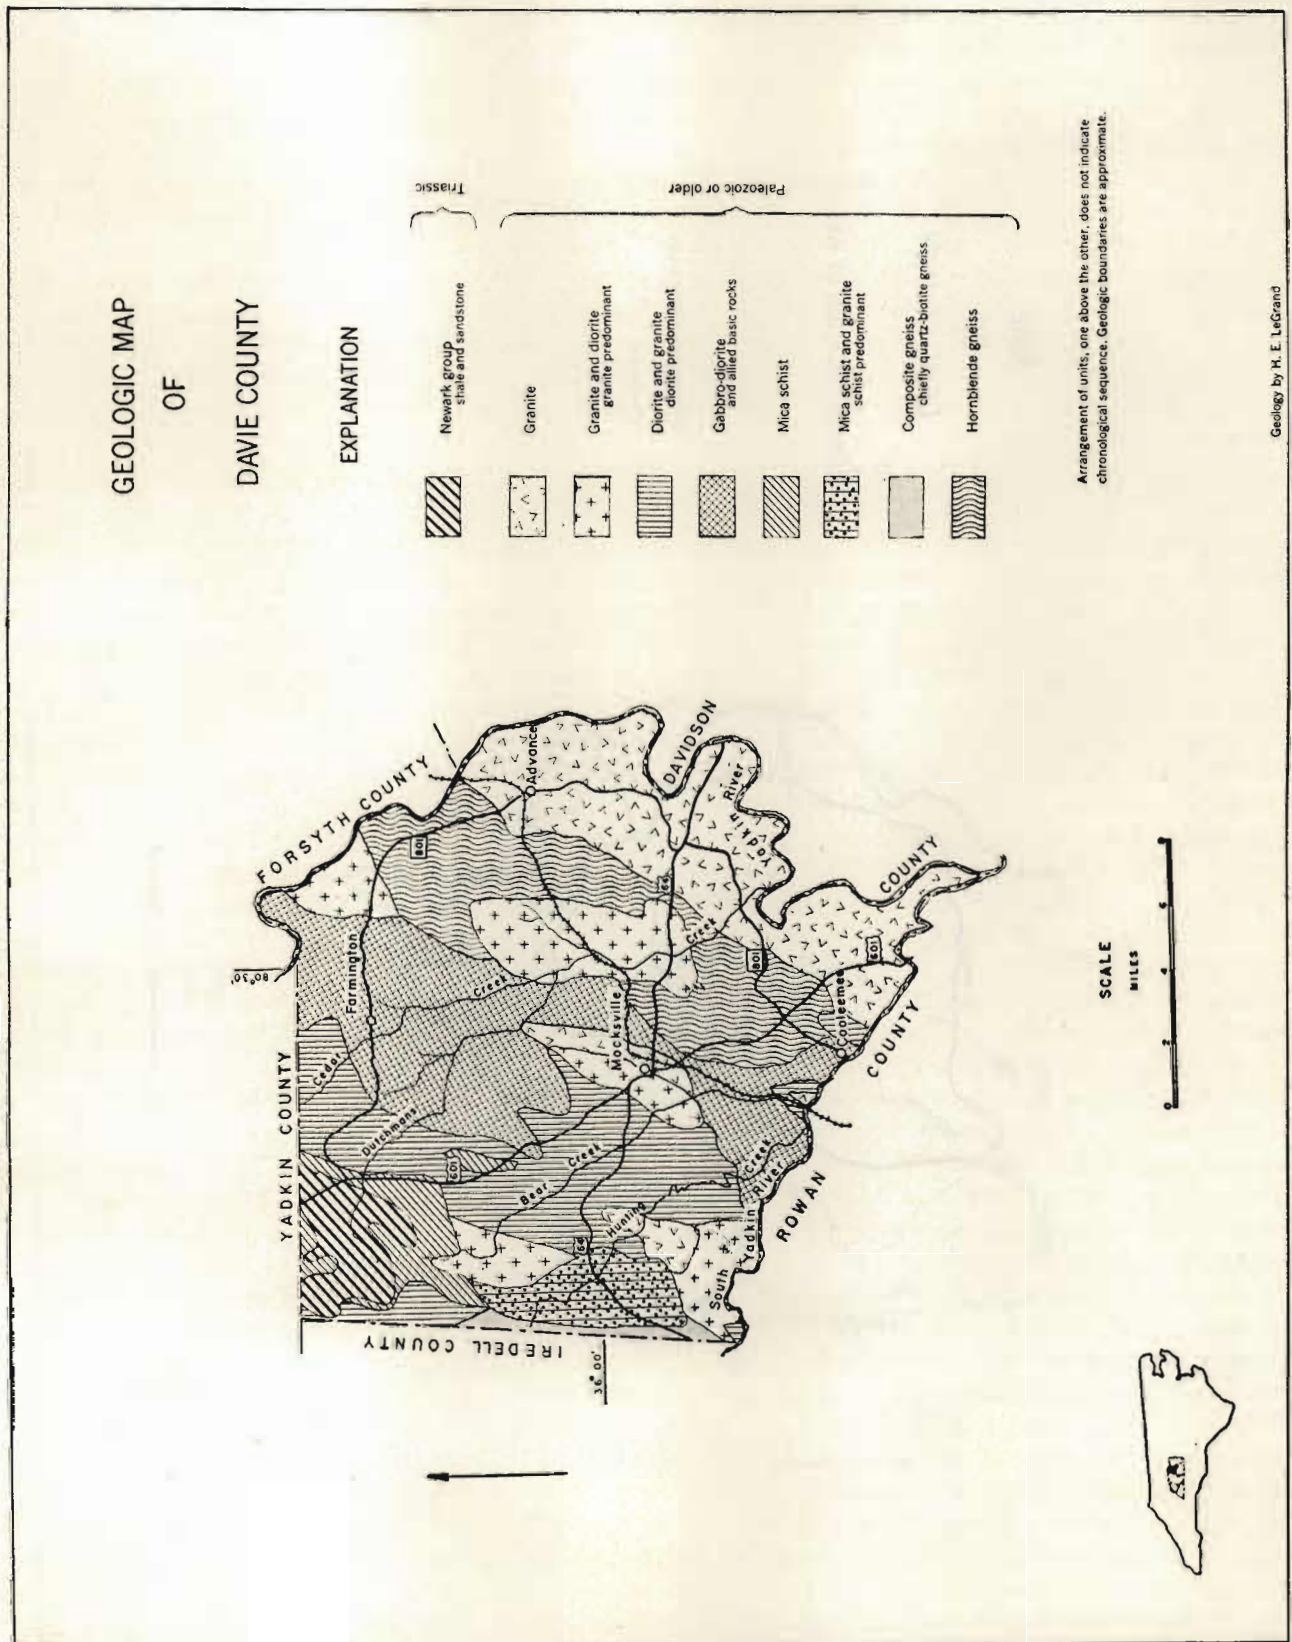 GEOLOGIC MAP
OF
DAVIE COUNTY
EXPLANATION
Newark group
shale and sandstone
Triassic
Granite
Granite and diorite
granite predominant
Diorite and granite
diorite predominant
Gabbro-diorite
and allied basic rocks
Mica schist
Mica schist and granite
schist predominant
Composite gneiss
chiefly quartz-biotite gneiss
Hornblende gneiss
Paleozoic or older
Arrangement of units, one above the other, does not indicate
chronological sequence. Geologic boundaries are approximate.
Geology by H. E. LeGrand
YADKIN COUNTY
80°30'
FORSYTH COUNTY
DAVIDSON
COUNTY
ROWAN
COUNTY
IREDELL COUNTY
36°00'
Farmington
Advance
Mocksville
Cooleemee
Cedar
Creek
Dutchmans
Creek
Bear
Creek
Hunting
Creek
South
Yadkin
River
Yadkin
River
801
601
64
64
801
601
SCALE
MILES
0 2 4 6 8